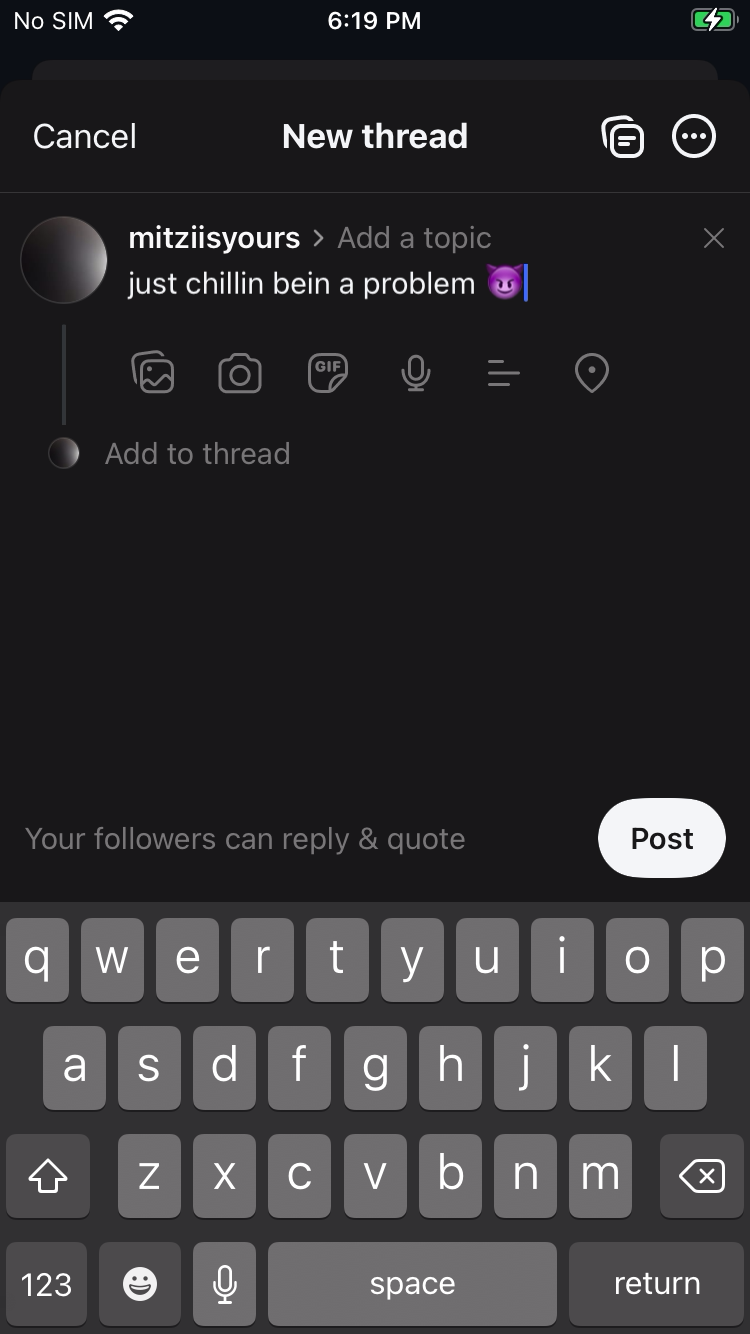 No SIM 6:19 PM
Cancel New thread
mitziisyours > Add a topic
just chillin bein a problem 😈
GIF
Add to thread
Your followers can reply & quote Post
q w e r t y u i o p
a s d f g h j k l
z x c v b n m
123 space return